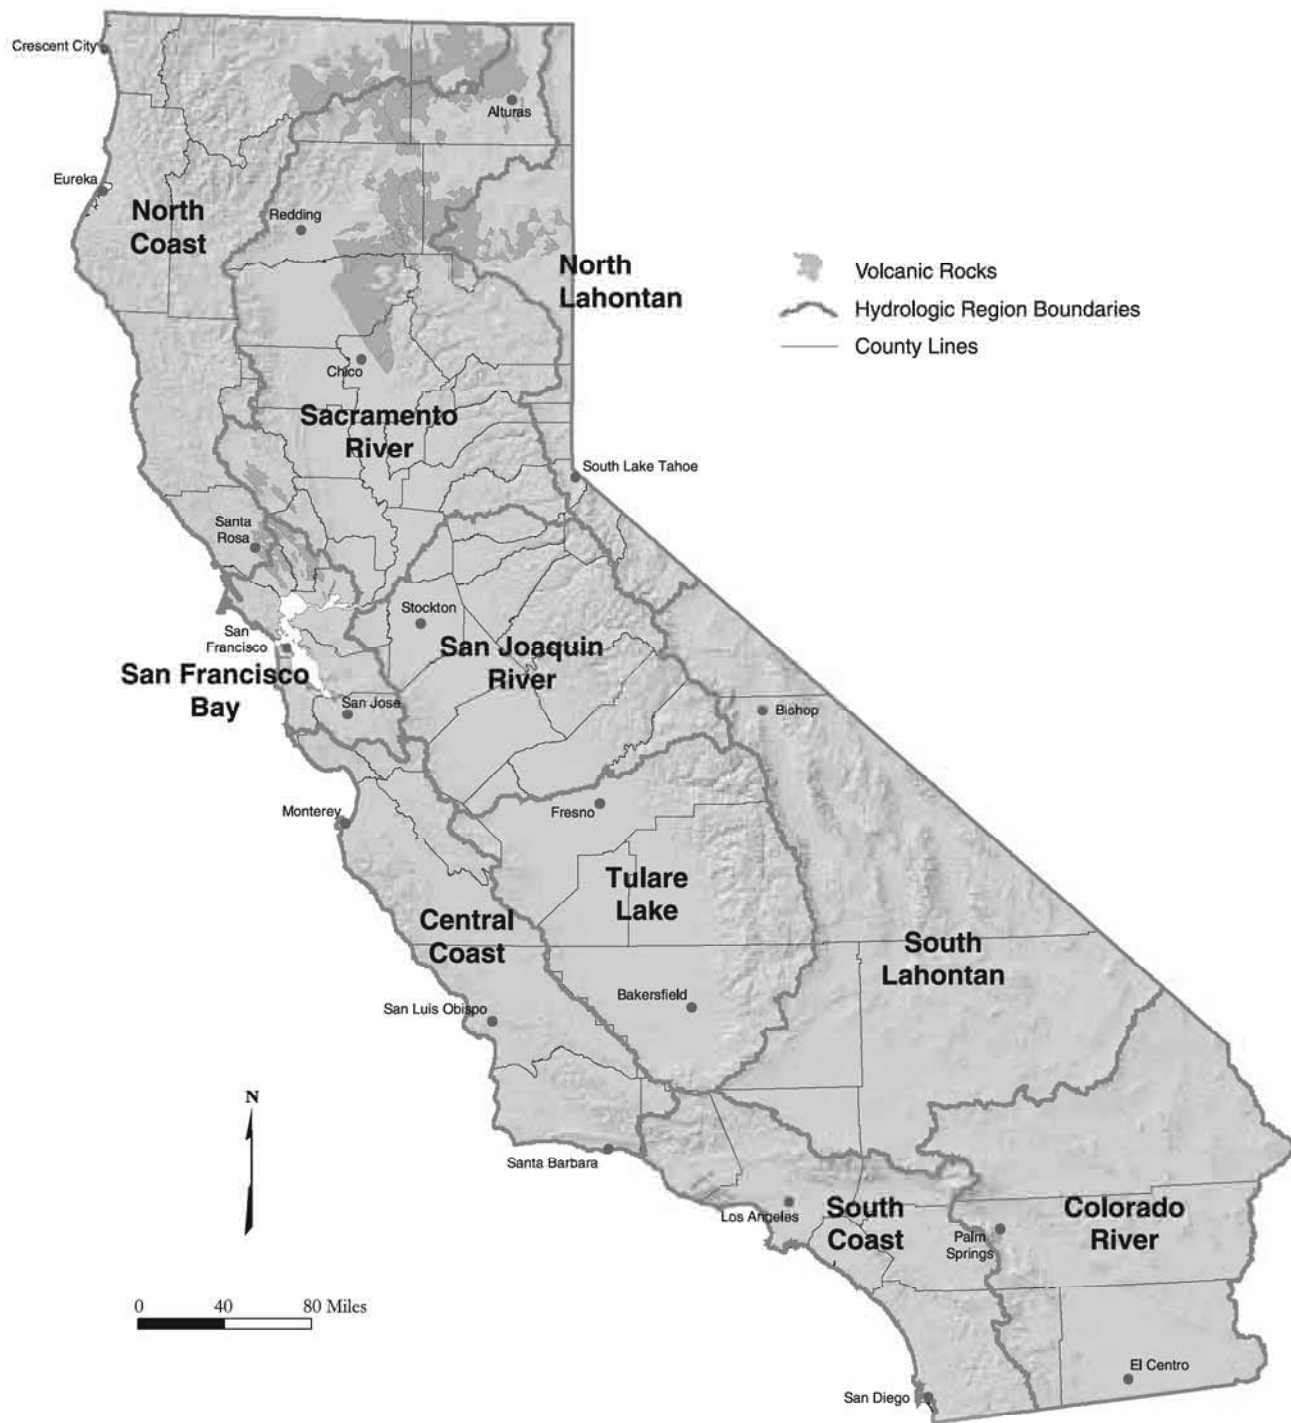 Crescent City
Alturas
Eureka
North
Coast
Redding
North
Lahontan
Volcanic Rocks
Hydrologic Region Boundaries
County Lines
Chico
Sacramento
River
South Lake Tahoe
Santa
Rosa
Stockton
San
Francisco
San Joaquin
River
San Francisco
Bay
San Jose
Bishop
Monterey
Fresno
Tulare
Lake
Central
Coast
South
Lahontan
Bakersfield
San Luis Obispo
N
Santa Barbara
Los Angeles
South
Coast
Palm
Springs
Colorado
River
0 40 80 Miles
El Centro
San Diego